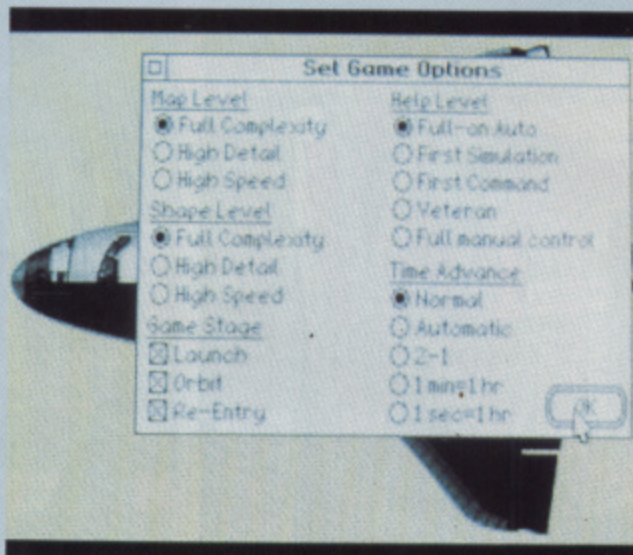 Set Game Options
Map Level
Full Complexity
High Detail
High Speed
Shape Level
Full Complexity
High Detail
High Speed
Game Stage
Launch
Orbit
Re-Entry
Help Level
Full-on Auto
First Simulation
First Command
Veteran
Full manual control
Time Advance
Normal
Automatic
2-1
1 min=1 hr
1 sec=1 hr
OK